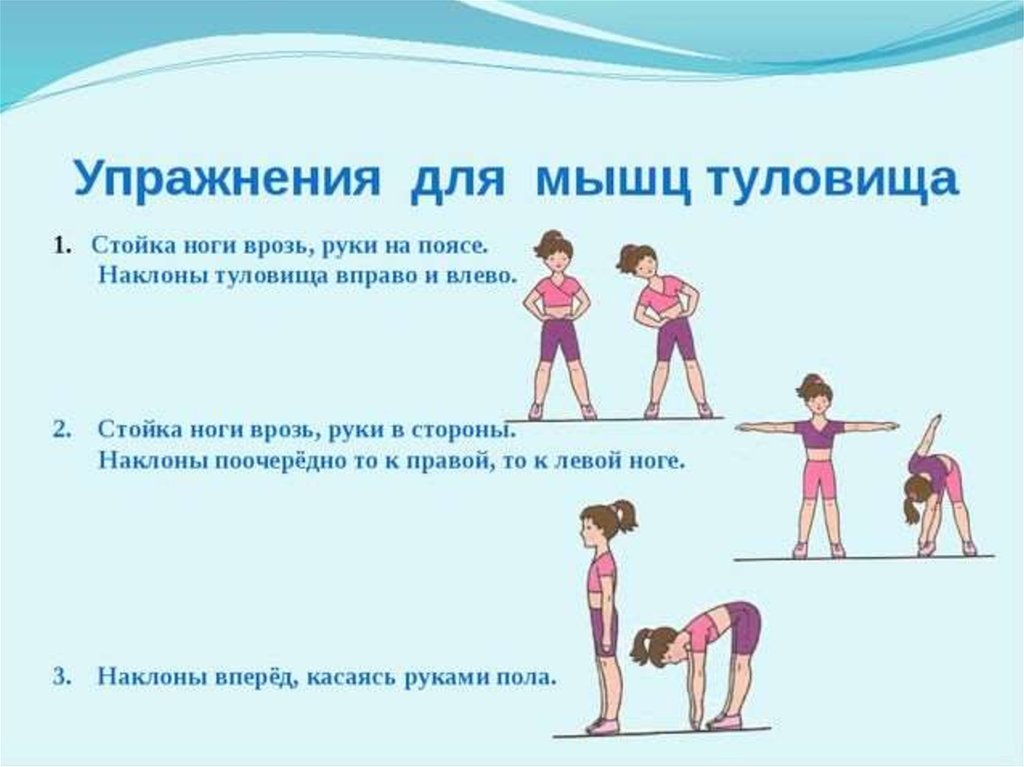 Упражнения для мышц туловища
1. Стойка ноги врозь, руки на поясе.
Наклоны туловища вправо и влево.
2. Стойка ноги врозь, руки в стороны.
Наклоны поочерёдно то к правой, то к левой ноге.
3. Наклоны вперёд, касаясь руками пола.